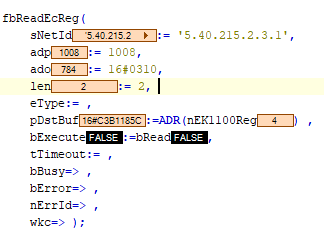 fbReadEcReg(
sNetId '5.40.215.2 := '5.40.215.2.3.1',
adp 1008 := 1008,
ado 784 := 16#0310,
len 2 := 2,
eType:= ,
pDstBuf 16#C3B1185C :=ADR(nEK1100Reg 4 ) ,
bExecute FALSE :=bRead FALSE ,
tTimeout:= ,
bBusy=> ,
bError=> ,
nErrId=> ,
wkc=> );